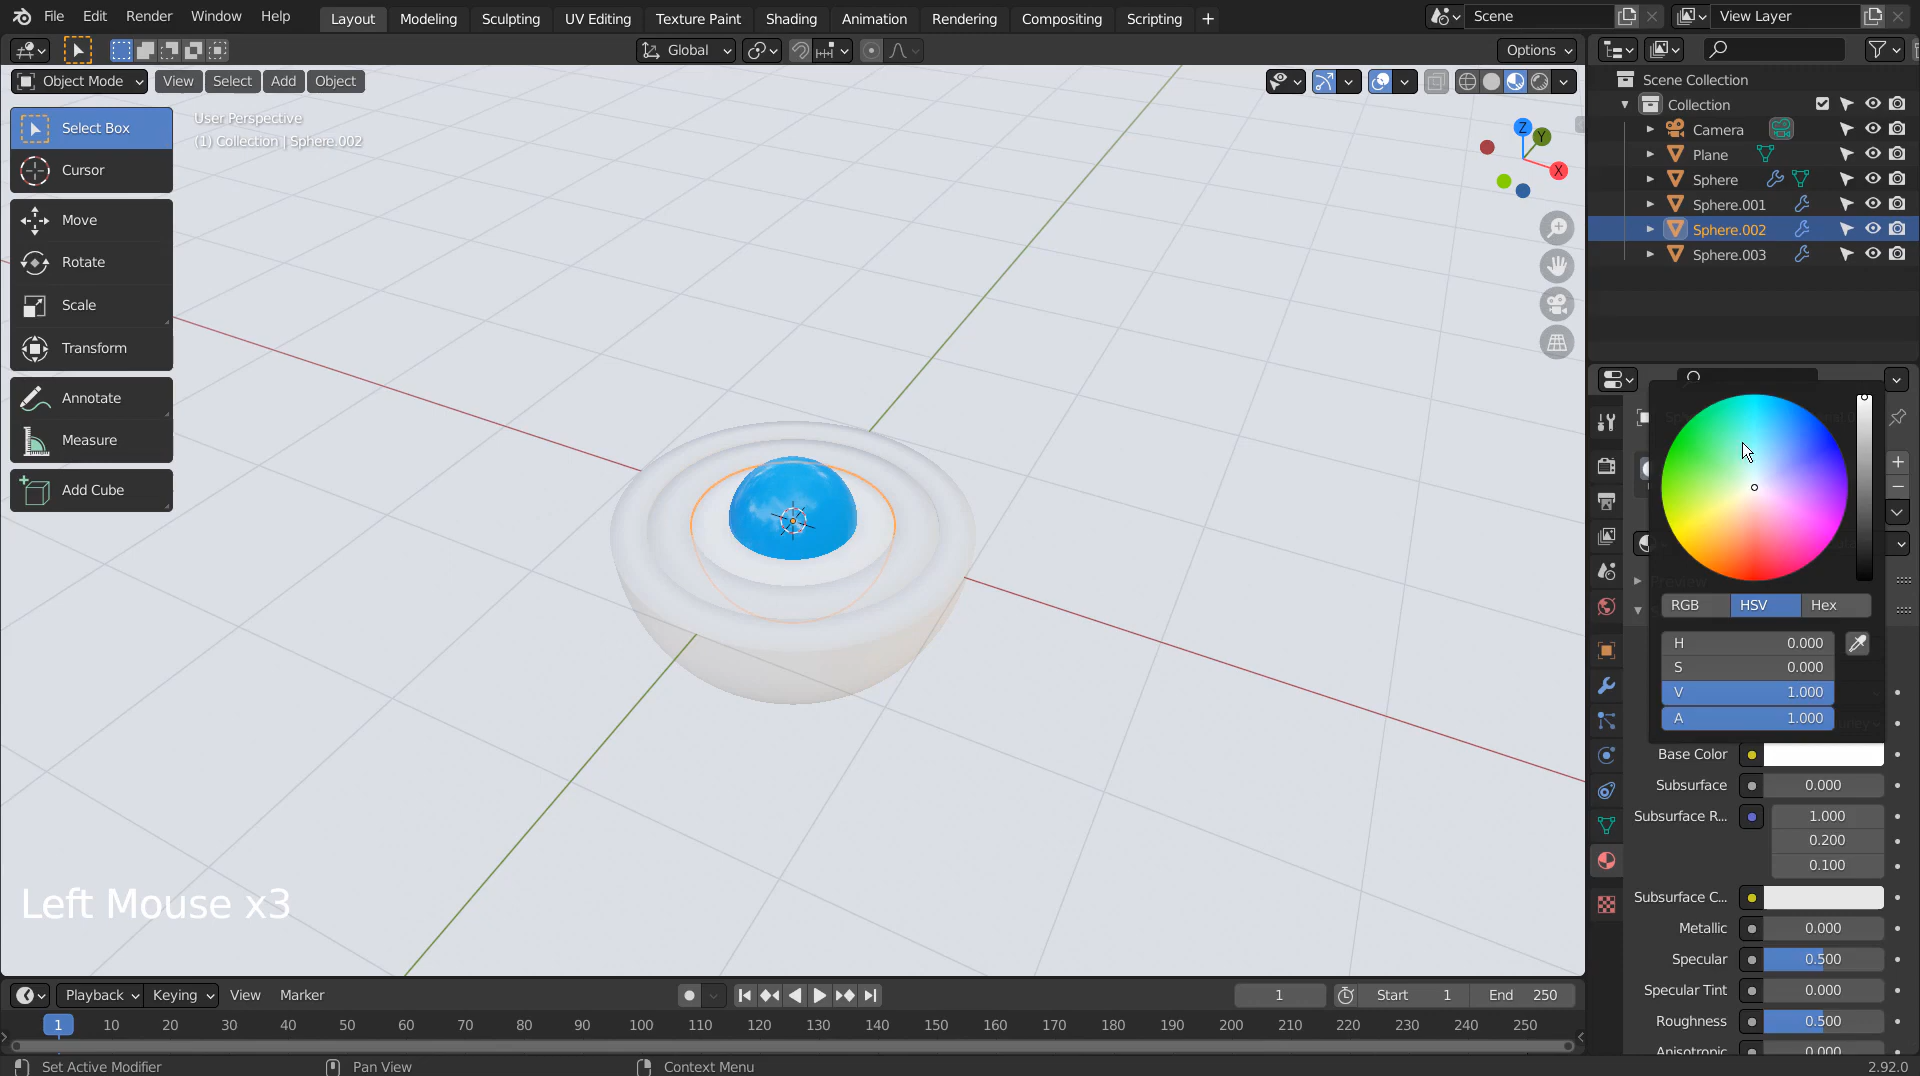 File Edit Render Window Help Layout Modeling Sculpting UV Editing Texture Paint Shading Animation Rendering Compositing Scripting + Scene View Layer
Global Options
Object Mode View Select Add Object
Scene Collection
Collection
Camera
Plane
Sphere
Sphere.001
Sphere.002
Sphere.003
Select Box
Cursor
Move
Rotate
Scale
Transform
Annotate
Measure
Add Cube
User Perspective
(1) Collection | Sphere.002
Z
Y
X
RGB HSV Hex
H 0.000
S 0.000
V 1.000
A 1.000
Base Color
Subsurface 0.000
Subsurface R... 1.000
0.200
0.100
Subsurface C...
Metallic 0.000
Specular 0.500
Specular Tint 0.000
Roughness 0.500
Anisotropic 0.000
Left Mouse x3
Playback Keying View Marker 1 Start 1 End 250
1 10 20 30 40 50 60 70 80 90 100 110 120 130 140 150 160 170 180 190 200 210 220 230 240 250
Set Active Modifier Pan View Context Menu 2.92.0